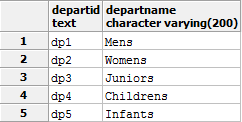 departid departname
text character varying(200)
1 dp1 Mens
2 dp2 Womens
3 dp3 Juniors
4 dp4 Childrens
5 dp5 Infants